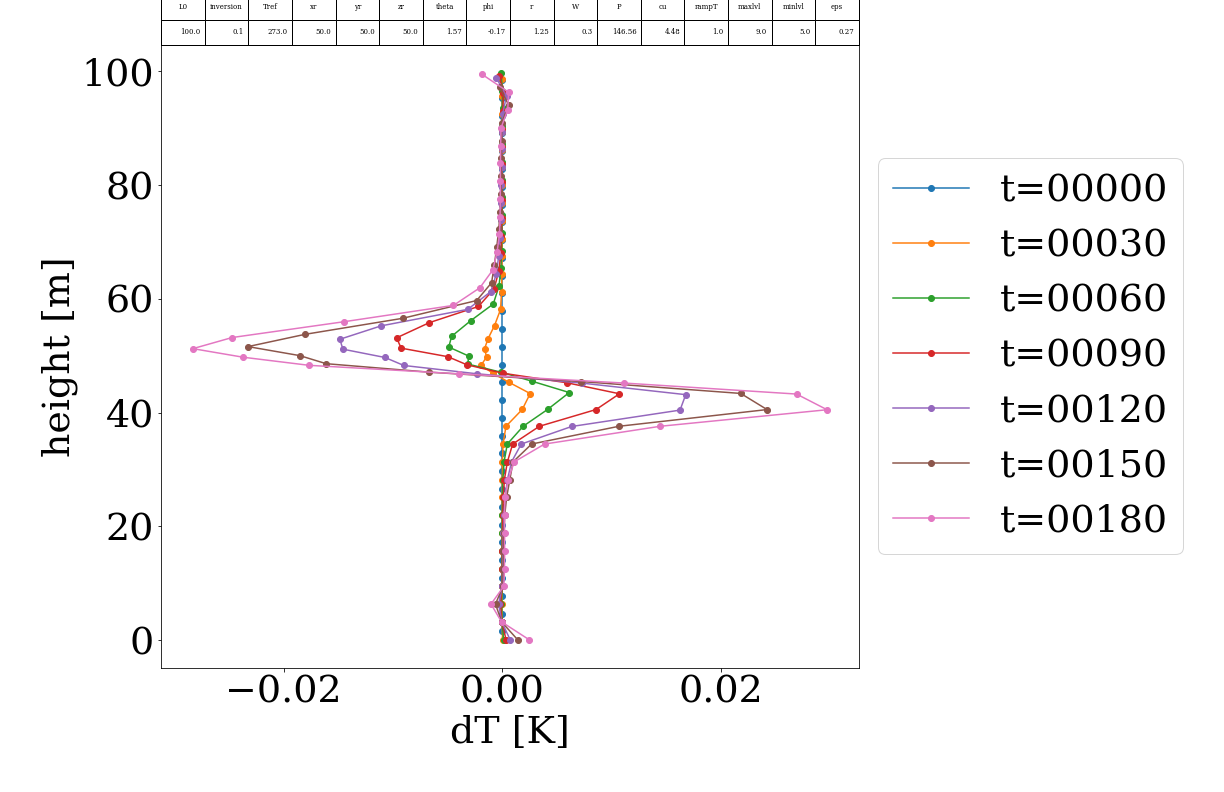 L0 inversion Tref xr yr zr theta phi r W P cu rampT maxlvl minlvl eps
100.0 0.1 273.0 50.0 50.0 50.0 1.57 -0.17 1.25 0.3 146.56 4.48 1.0 9.0 5.0 0.27
100
80
60
40
20
0
height [m]
−0.02 0.00 0.02
dT [K]
t=00000
t=00030
t=00060
t=00090
t=00120
t=00150
t=00180